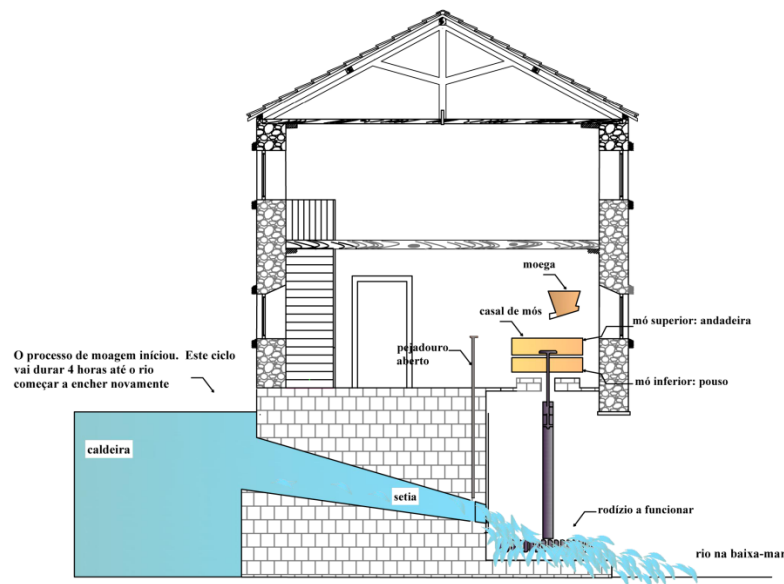 moega
casal de mós
mó superior: andadeira
pejadouro
aberto
mó inferior: pouso
O processo de moagem iníciou.  Este ciclo
vai durar 4 horas até o rio
começar a encher novamente
caldeira
setia
rodízio a funcionar
rio na baixa-mar